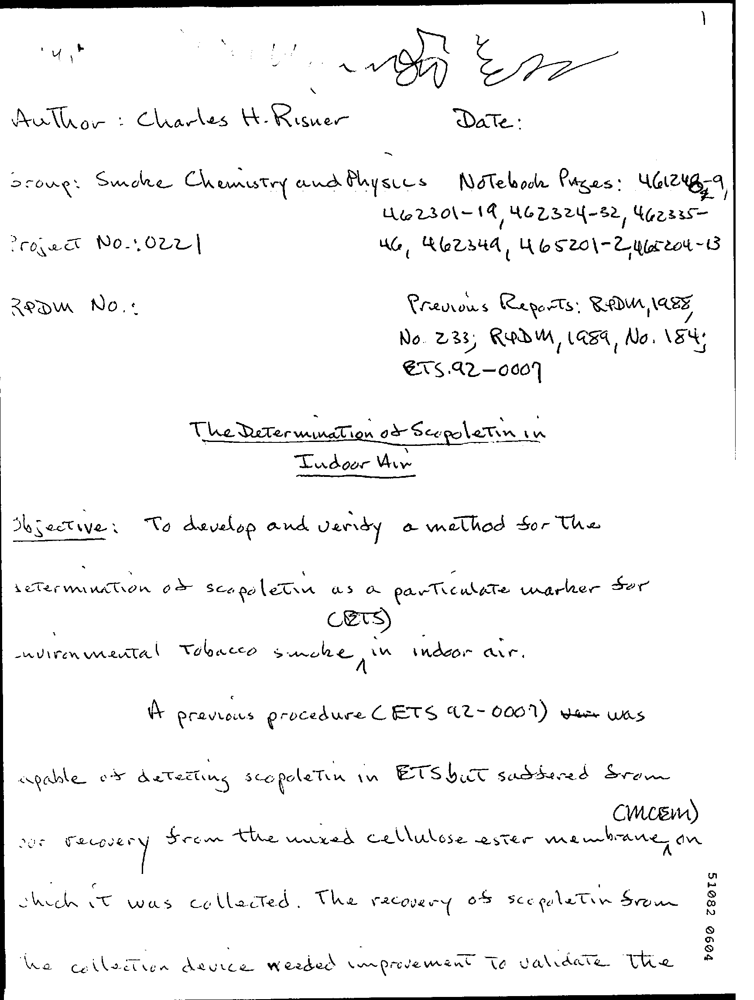 1
Author : Charles H. Risner Date:
Group: Smoke Chemistry and Physics Notebook Pages: 461248-9,
462301-19, 462324-32, 462335-
Project No.: 0221 46, 462349, 465201-2, 465204-13
R&DM No.: Previous Reports: R&DM, 1988,
No. 233; R&DM, 1989, No. 184;
ETS.92-0007
The Determination of Scopoletin in
Indoor Air
Objective: To develop and verify a method for the
determination of scopoletin as a particulate marker for
(ETS)
environmental Tobacco smoke, in indoor air.
A previous procedure (ETS 92-0007) was
capable of detecting scopoletin in ETS but suffered from
(MCEM)
poor recovery from the mixed cellulose ester membrane, on
which it was collected. The recovery of scopoletin from
the collection device needed improvement to validate the
51082 0604